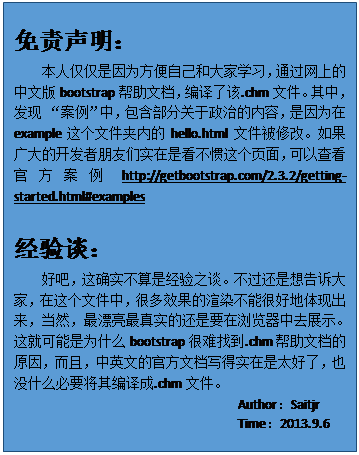 免责声明：
本人仅仅是因为方便自己和大家学习，通过网上的
中文版 bootstrap 帮助文档，编译了该.chm 文件。其中，
发现 “案例”中，包含部分关于政治的内容，是因为在
example 这个文件夹内的 hello.html 文件被修改。如果
广大的开发者朋友们实在是看不惯这个页面，可以查看
官方案例 http://getbootstrap.com/2.3.2/getting-
started.html#examples
经验谈：
好吧，这确实不算是经验之谈。不过还是想告诉大
家，在这个文件中，很多效果的渲染不能很好地体现出
来，当然，最漂亮最真实的还是要在浏览器中去展示。
这就可能是为什么 bootstrap 很难找到.chm 帮助文档的
原因，而且，中英文的官方文档写得实在是太好了，也
没什么必要将其编译成.chm 文件。
Author：Saitjr
Time：2013.9.6